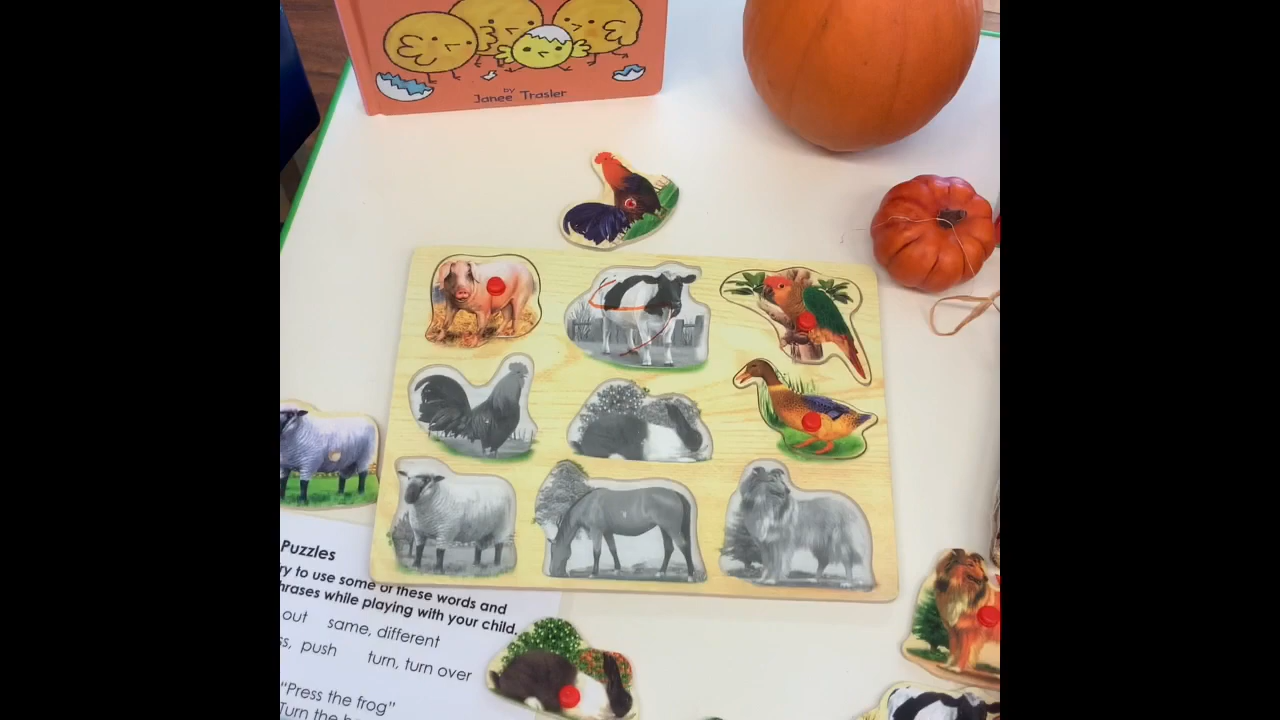 by
Janee Trasler
Puzzles
ry to use some of these words and
hrases while playing with your child.
out same, different
ss, push turn, turn over
"Press the frog"
Turn the